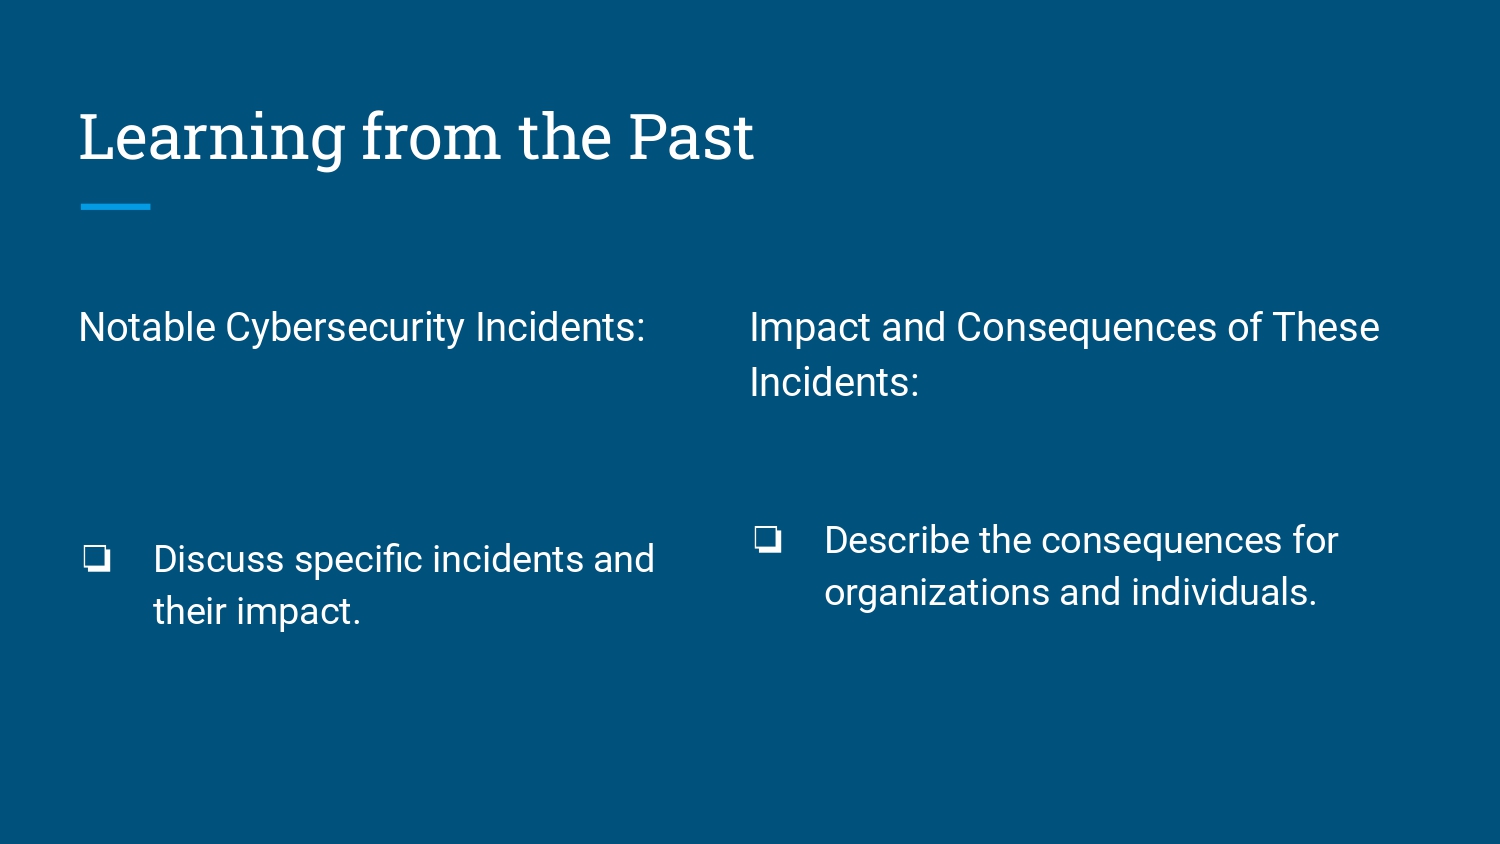 Learning from the Past
Notable Cybersecurity Incidents:
❏ Discuss specific incidents and
their impact.
Impact and Consequences of These
Incidents:
❏ Describe the consequences for
organizations and individuals.